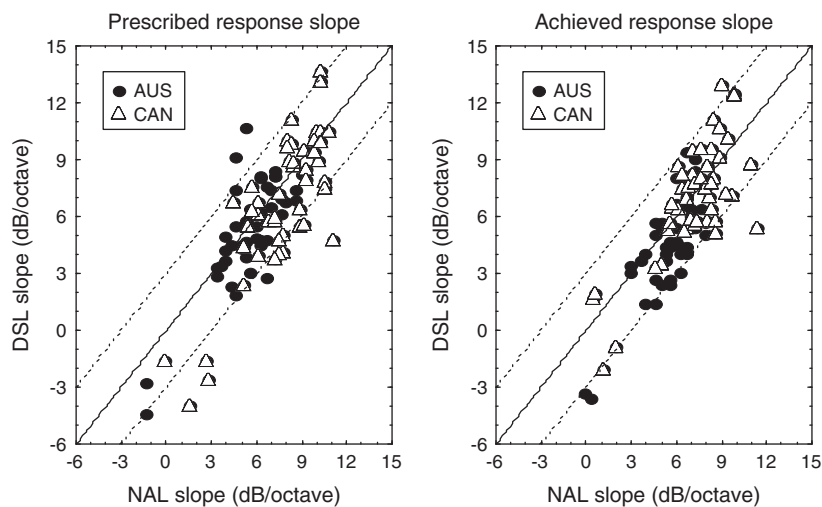 Prescribed response slope
15
12
9
6
3
0
-3
-6
DSL slope (dB/octave)
AUS
CAN
-6 -3 0 3 6 9 12 15
NAL slope (dB/octave)
Achieved response slope
15
12
9
6
3
0
-3
-6
DSL slope (dB/octave)
AUS
CAN
-6 -3 0 3 6 9 12 15
NAL slope (dB/octave)